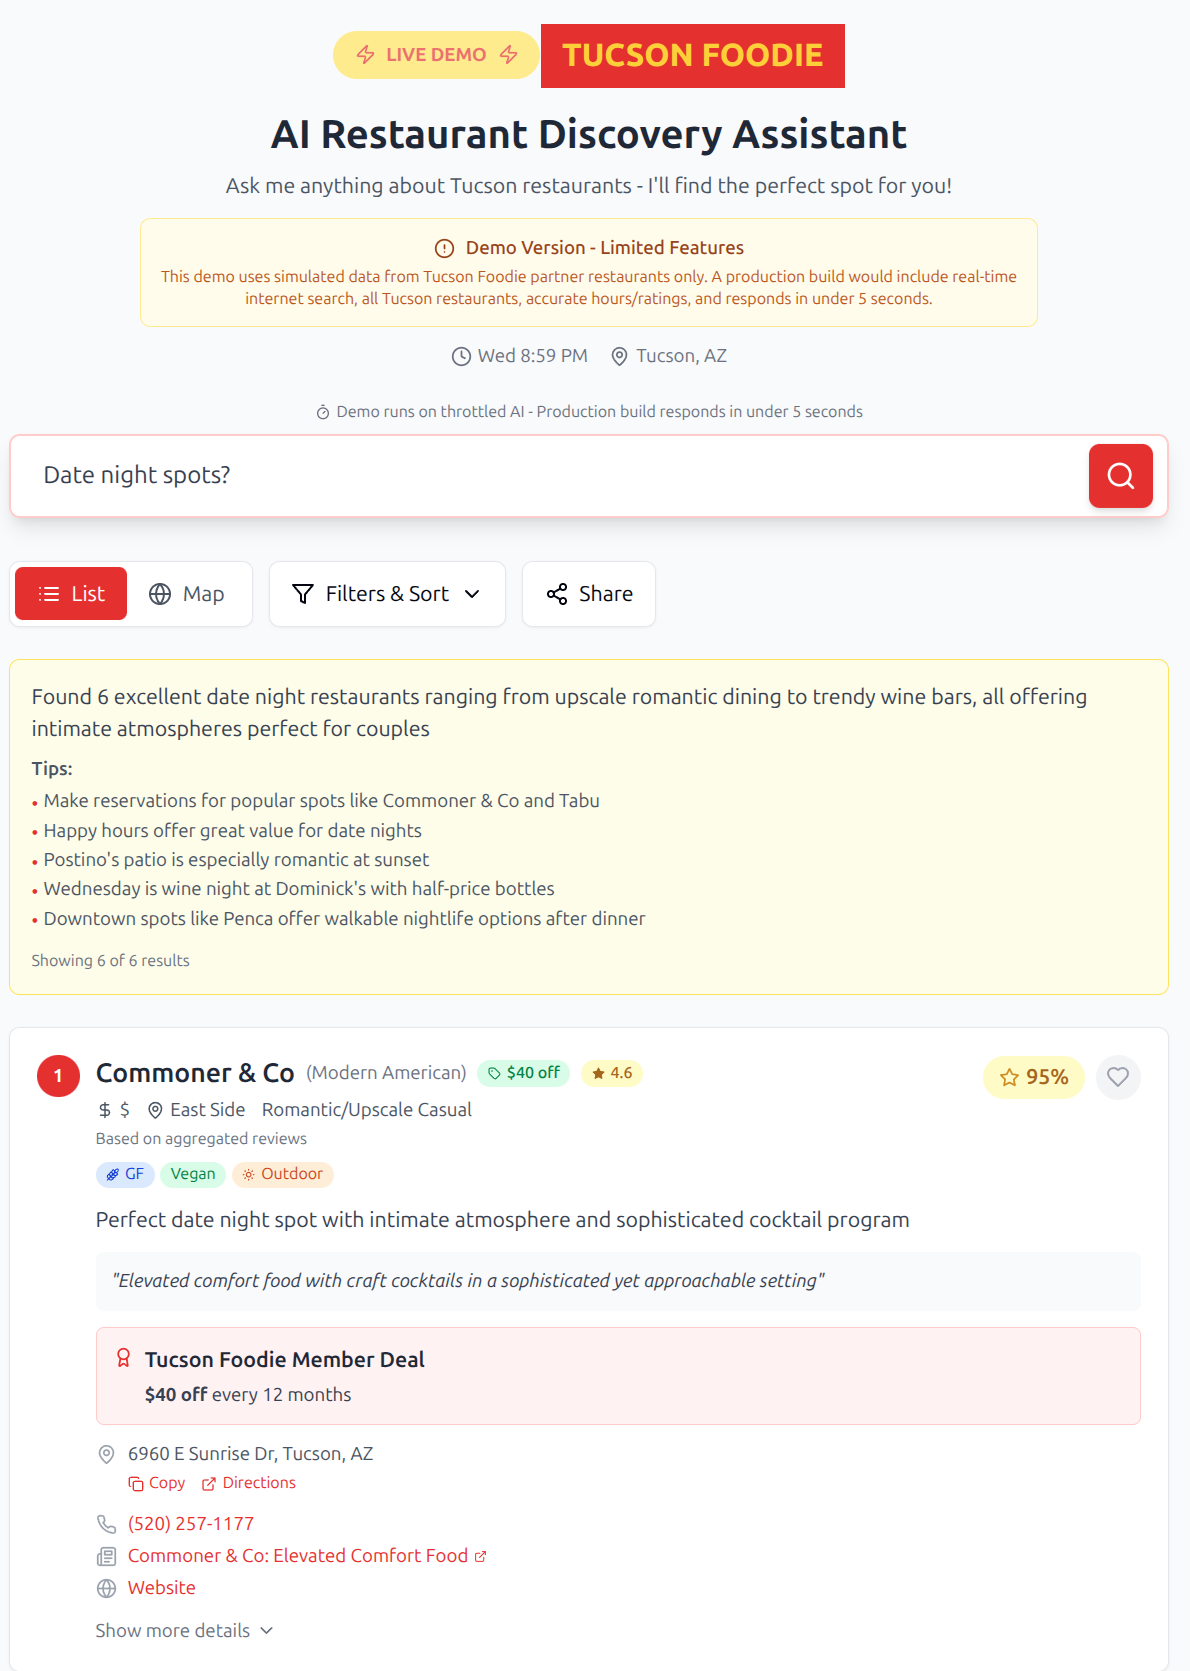 LIVE DEMO
TUCSON FOODIE
AI Restaurant Discovery Assistant
Ask me anything about Tucson restaurants - I'll find the perfect spot for you!
Demo Version - Limited Features
This demo uses simulated data from Tucson Foodie partner restaurants only. A production build would include real-time
internet search, all Tucson restaurants, accurate hours/ratings, and responds in under 5 seconds.
Wed 8:59 PM Tucson, AZ
Demo runs on throttled AI - Production build responds in under 5 seconds
Date night spots?
List Map Filters & Sort Share
Found 6 excellent date night restaurants ranging from upscale romantic dining to trendy wine bars, all offering
intimate atmospheres perfect for couples
Tips:
• Make reservations for popular spots like Commoner & Co and Tabu
• Happy hours offer great value for date nights
• Postino's patio is especially romantic at sunset
• Wednesday is wine night at Dominick's with half-price bottles
• Downtown spots like Penca offer walkable nightlife options after dinner
Showing 6 of 6 results
1 Commoner & Co (Modern American) $40 off 4.6 95%
$ $ East Side Romantic/Upscale Casual
Based on aggregated reviews
GF Vegan Outdoor
Perfect date night spot with intimate atmosphere and sophisticated cocktail program
"Elevated comfort food with craft cocktails in a sophisticated yet approachable setting"
Tucson Foodie Member Deal
$40 off every 12 months
6960 E Sunrise Dr, Tucson, AZ
Copy Directions
(520) 257-1177
Commoner & Co: Elevated Comfort Food
Website
Show more details